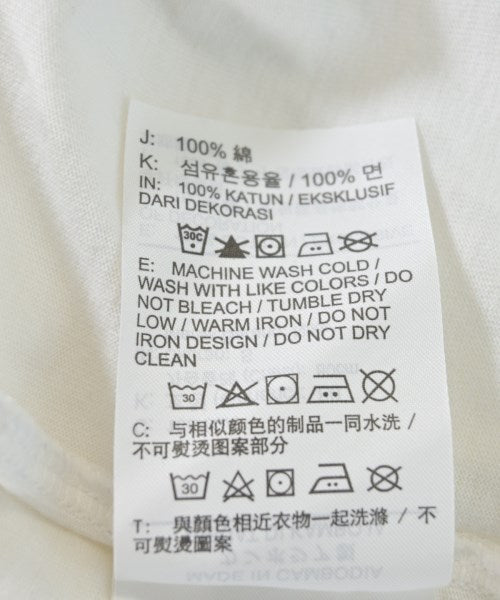 J: 100% 綿
K: 섬유혼용율 / 100% 면
IN: 100% KATUN / EKSKLUSIF
DARI DEKORASI
30C
E: MACHINE WASH COLD /
WASH WITH LIKE COLORS / DO
NOT BLEACH / TUMBLE DRY
LOW / WARM IRON / DO NOT
IRON DESIGN / DO NOT DRY
CLEAN
30
C: 与相似颜色的制品一同水洗 /
不可熨烫图案部分
30
T: 與顏色相近衣物一起洗滌 / 不
可熨燙圖案